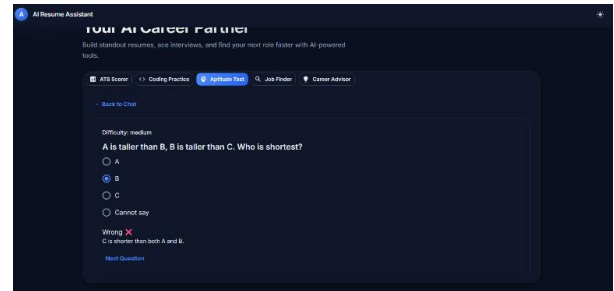 A AI Resume Assistant
Your AI Career Partner
Build standout resumes, ace interviews, and find your next role faster with AI-powered
tools.
ATS Scorer <> Coding Practice Aptitude Test Job Finder Career Advisor
← Back to Chat
Difficulty: medium
A is taller than B, B is taller than C. Who is shortest?
A
B
C
Cannot say
Wrong ❌
C is shorter than both A and B.
Next Question